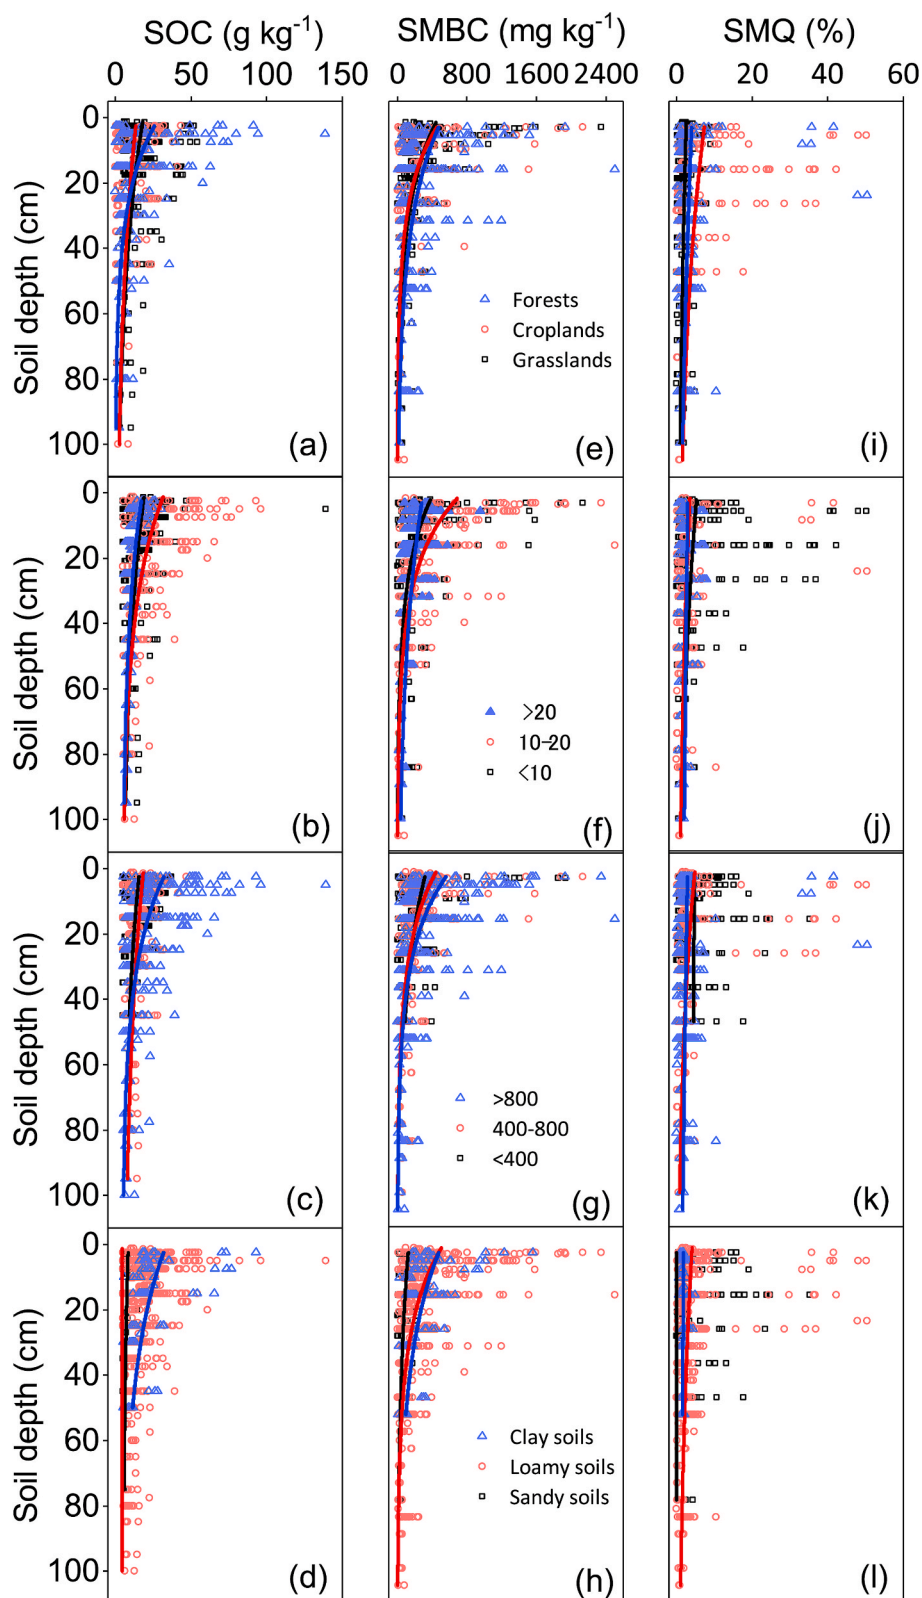 SOC (g kg⁻¹) SMBC (mg kg⁻¹) SMQ (%)
0 50 100 150 0 800 1600 2400 0 20 40 60
Soil depth (cm)
0
20
40
60
80
100
Forests
Croplands
Grasslands
(a) (e) (i)
Soil depth (cm)
0
20
40
60
80
100
>20
10-20
<10
(b) (f) (j)
Soil depth (cm)
0
20
40
60
80
100
>800
400-800
<400
(c) (g) (k)
Soil depth (cm)
0
20
40
60
80
100
Clay soils
Loamy soils
Sandy soils
(d) (h) (l)